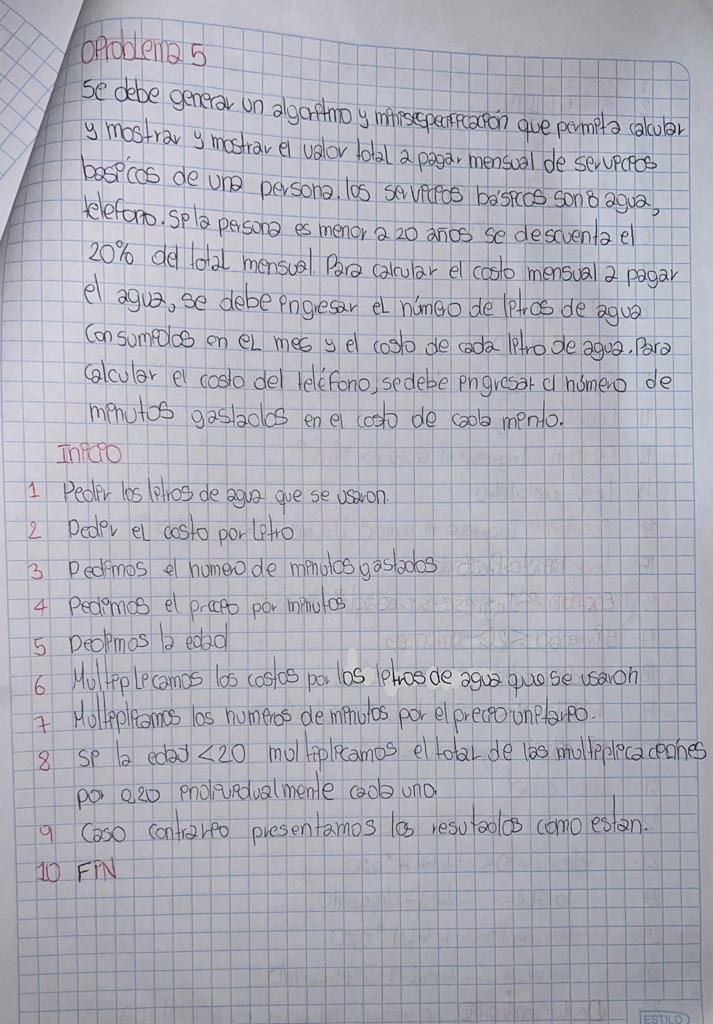 Problema 5
Se debe generar un algoritmo y miniespecificación que permita calcular
y mostrar y mostrar el valor total a pagar mensual de servicios
basicos de una persona. los servicios básicos son 8 agua,
telefono. Si la persona es menor a 20 años se descuenta el
20% del total mensual. Para calcular el costo mensual a pagar
el agua, se debe ingresar el número de litros de agua
Consumidos en el mes y el costo de cada litro de agua. Para
calcular el costo del teléfono, se debe ingresar el número de
minutos gastados en el costo de cada minto.
Inicio
1 Pedir los litros de agua que se usaron.
2 Pedir el costo por litro
3 Pedimos el numero de minutos gastados
4 Pedimos el precio por minutos
5 Pedimos la edad
6 Multiplicamos los costos por los litros de agua que se usaron
7 Multiplicamos los numeros de minutos por el precio unitario.
8 Si la edad <20 multiplicamos el total de las multiplicaciones
por 0.20 individualmente cada uno.
9 Caso contrario presentamos los resutados como estan.
10 FIN
ESTILO